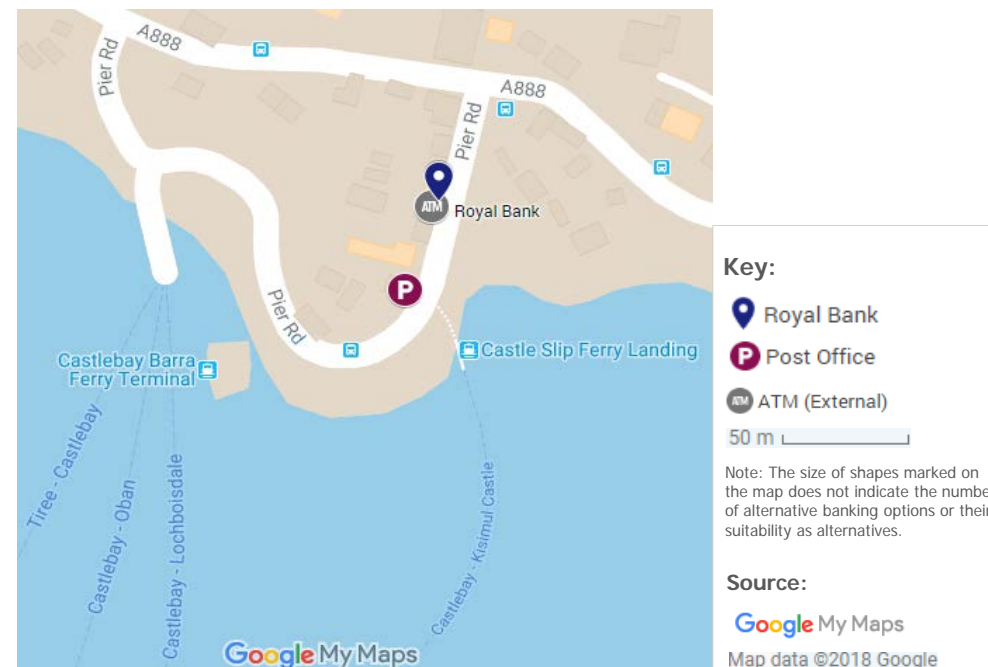 A888
Pier Rd
A888
Pier Rd
ATM
Royal Bank
P
Pier Rd
Castlebay Barra
Ferry Terminal
Castle Slip Ferry Landing
Tiree - Castlebay
Castlebay - Oban
Castlebay - Lochboisdale
Castlebay - Kisimul Castle
Google My Maps
Key:
Royal Bank
P Post Office
ATM ATM (External)
50 m
Note: The size of shapes marked on
the map does not indicate the numbe
of alternative banking options or their
suitability as alternatives.
Source:
Google My Maps
Map data ©2018 Google